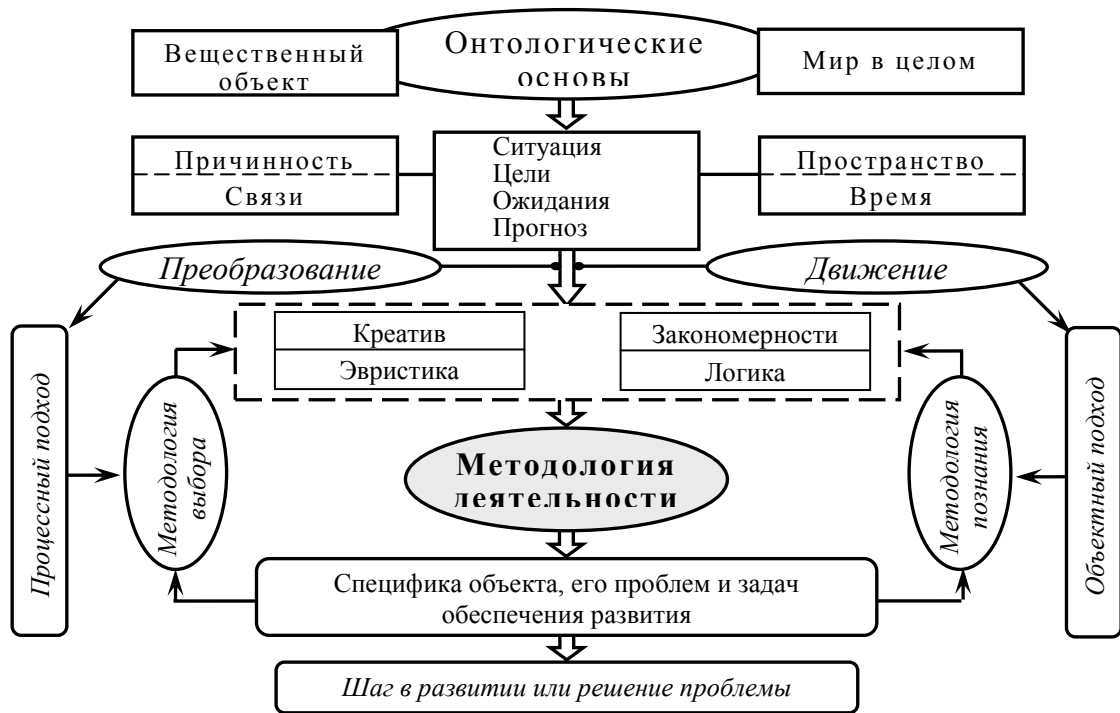 Онтологические
основы
Вещественный
объект
Мир в целом
Причинность
Связи
Ситуация
Цели
Ожидания
Прогноз
Пространство
Время
Преобразование
Движение
Креатив
Эвристика
Закономерности
Логика
Процессный подход
Методология
выбора
Методология
деятельности
Методология
познания
Объектный подход
Специфика объекта, его проблем и задач
обеспечения развития
Шаг в развитии или решение проблемы